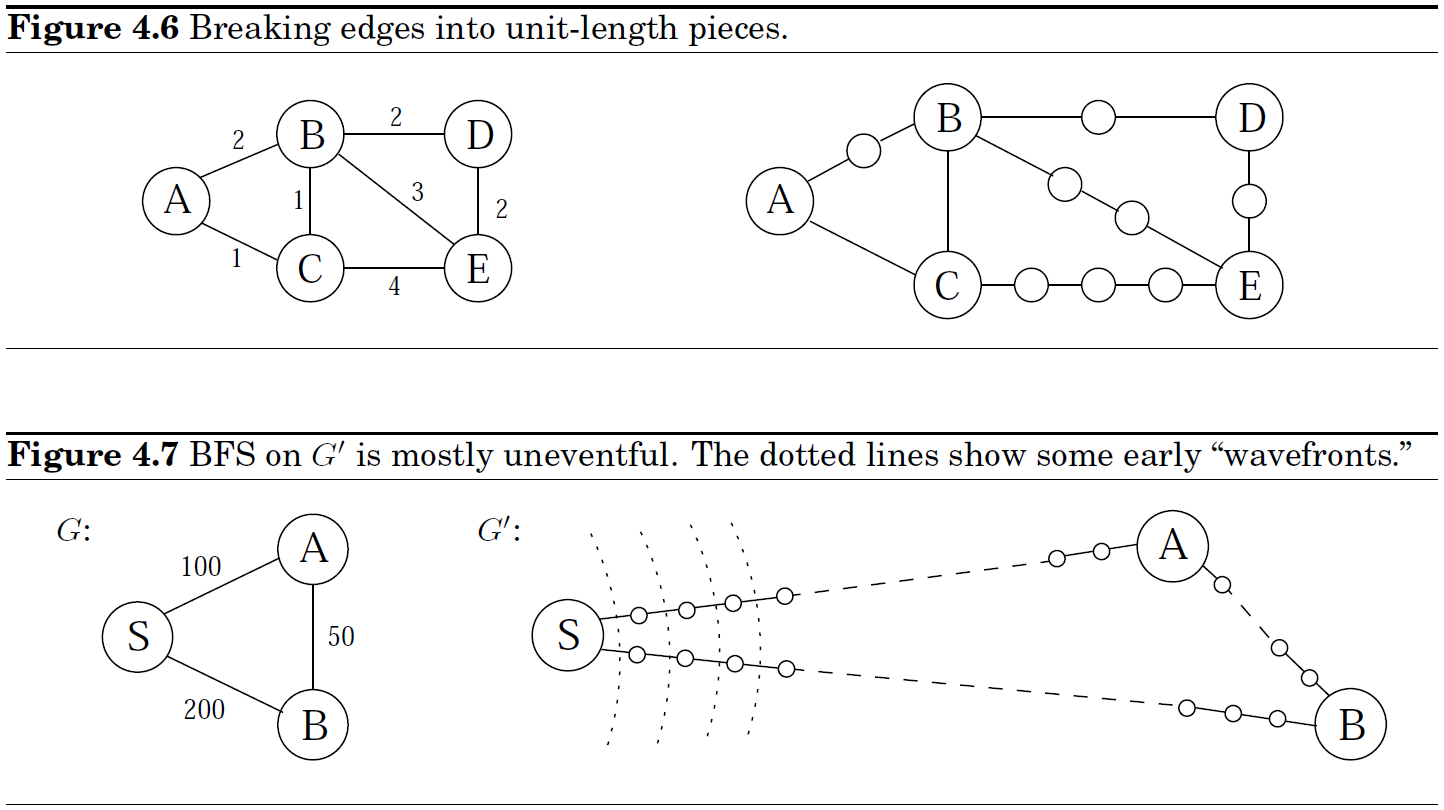 Figure 4.6 Breaking edges into unit-length pieces.
2 B 2 D
A 1 3 2
1 C 4 E
B D
A
C E
Figure 4.7 BFS on G′ is mostly uneventful. The dotted lines show some early “wavefronts.”
G:
100 A
S 50
200 B
G′:
A
S
B